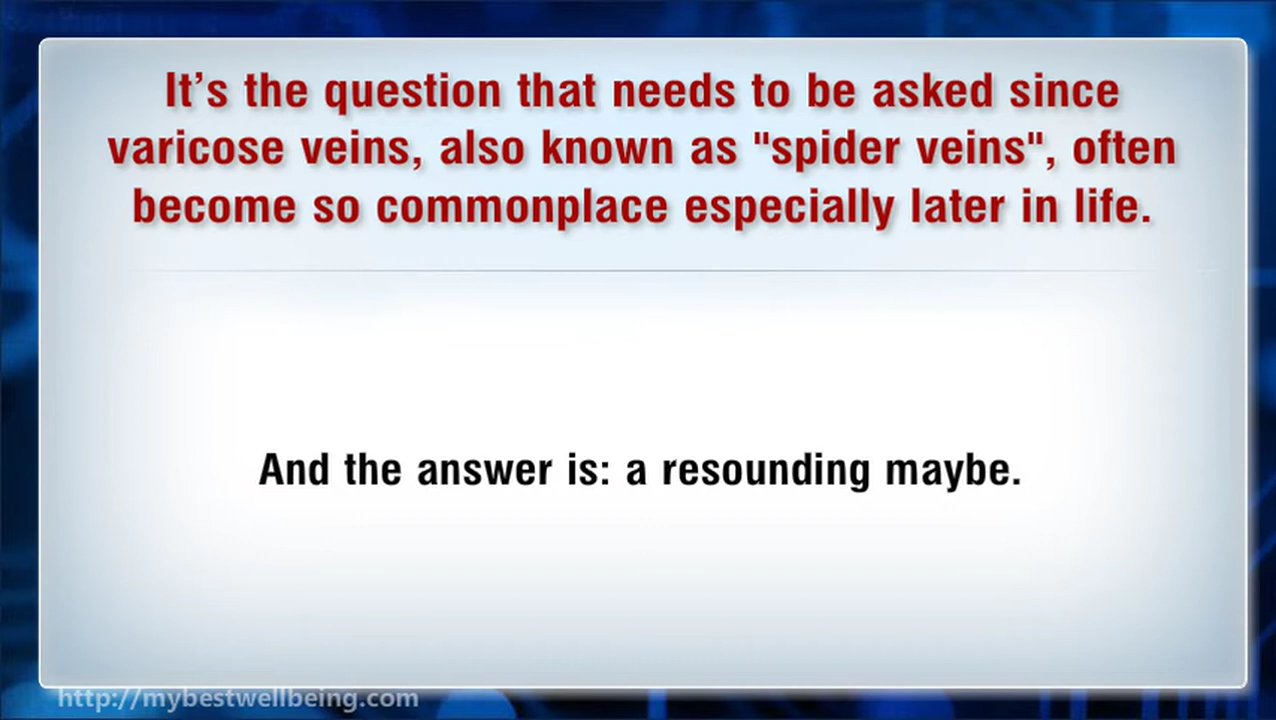 It’s the question that needs to be asked since
varicose veins, also known as "spider veins", often
become so commonplace especially later in life.
And the answer is: a resounding maybe.
http://mybestwellbeing.com